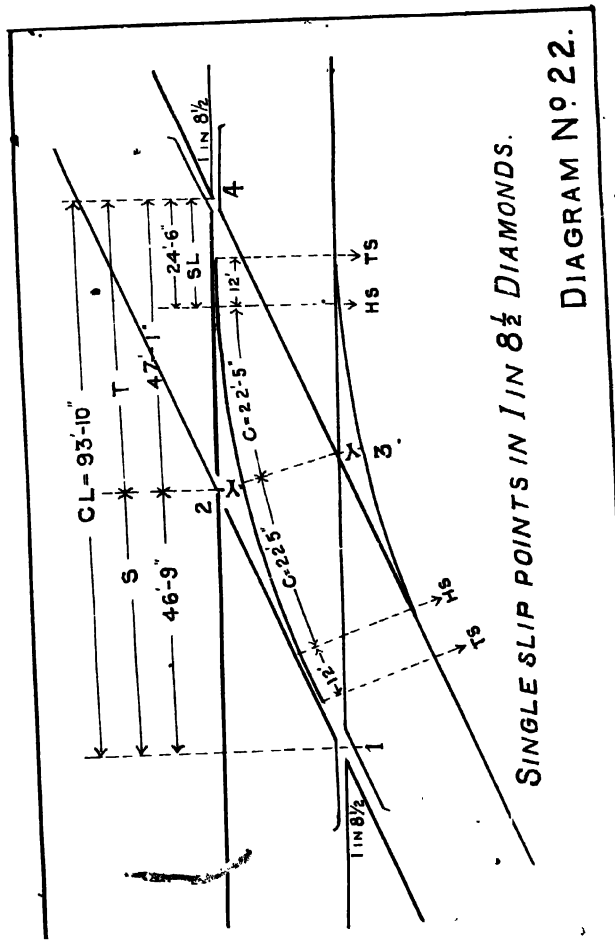 CL= 93'-10"
S
T
46'-9"
47'-1"
24'-6"
SL
1 IN 8½
4
2
λ
12'
C=22'-5"
C=22'5"
HS
TS
λ
3
12'
HS
TS
1
1 IN 8½
SINGLE SLIP POINTS IN 1 IN 8½ DIAMONDS.
DIAGRAM Nº 22.